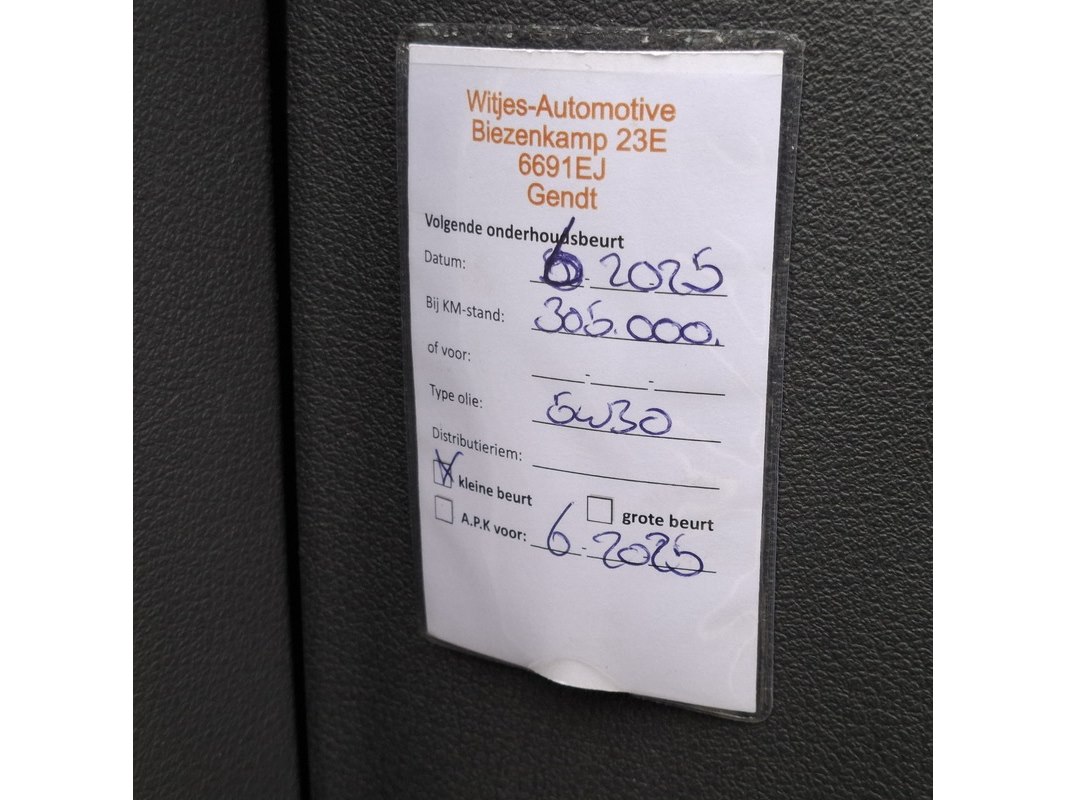 Witjes-Automotive
Biezenkamp 23E
6691EJ
Gendt
Volgende onderhoudsbeurt
Datum: 6-2025
Bij KM-stand: 305.000.
of voor: - -
Type olie: 5W30
Distributieriem:
kleine beurt grote beurt
A.P.K voor: 6-2025